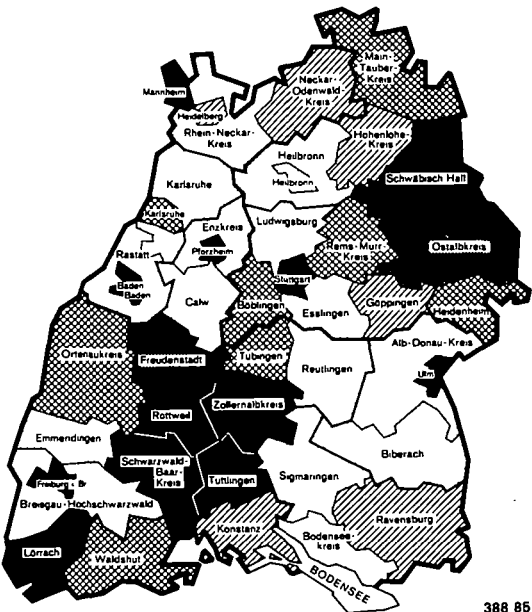 Main-
Tauber-
Kreis
Neckar-
Odenwald-
Kreis
Mannheim
Heidelberg
Rhein-Neckar-
Kreis
Hohenlohe-
Kreis
Heilbronn
Heilbronn
Schwäbisch Hall
Karlsruhe
Karlsruhe
Ludwigsburg
Enzkreis
Pforzheim
Rems-Murr-
Kreis
Ostalbkreis
Rastatt
Baden
Baden
Calw
Stuttgart
Böblingen
Esslingen
Göppingen
Heidenheim
Ortenaukreis
Freudenstadt
Tübingen
Reutlingen
Alb-Donau-Kreis
Ulm
Rottweil
Zollernalbkreis
Emmendingen
Schwarzwald-
Baar-
Kreis
Tuttlingen
Sigmaringen
Biberach
Freiburg i. Br
Breisgau-Hochschwarzwald
Konstanz
Ravensburg
Bodensee-
kreis
Lörrach
Waldshut
BODENSEE
388 85